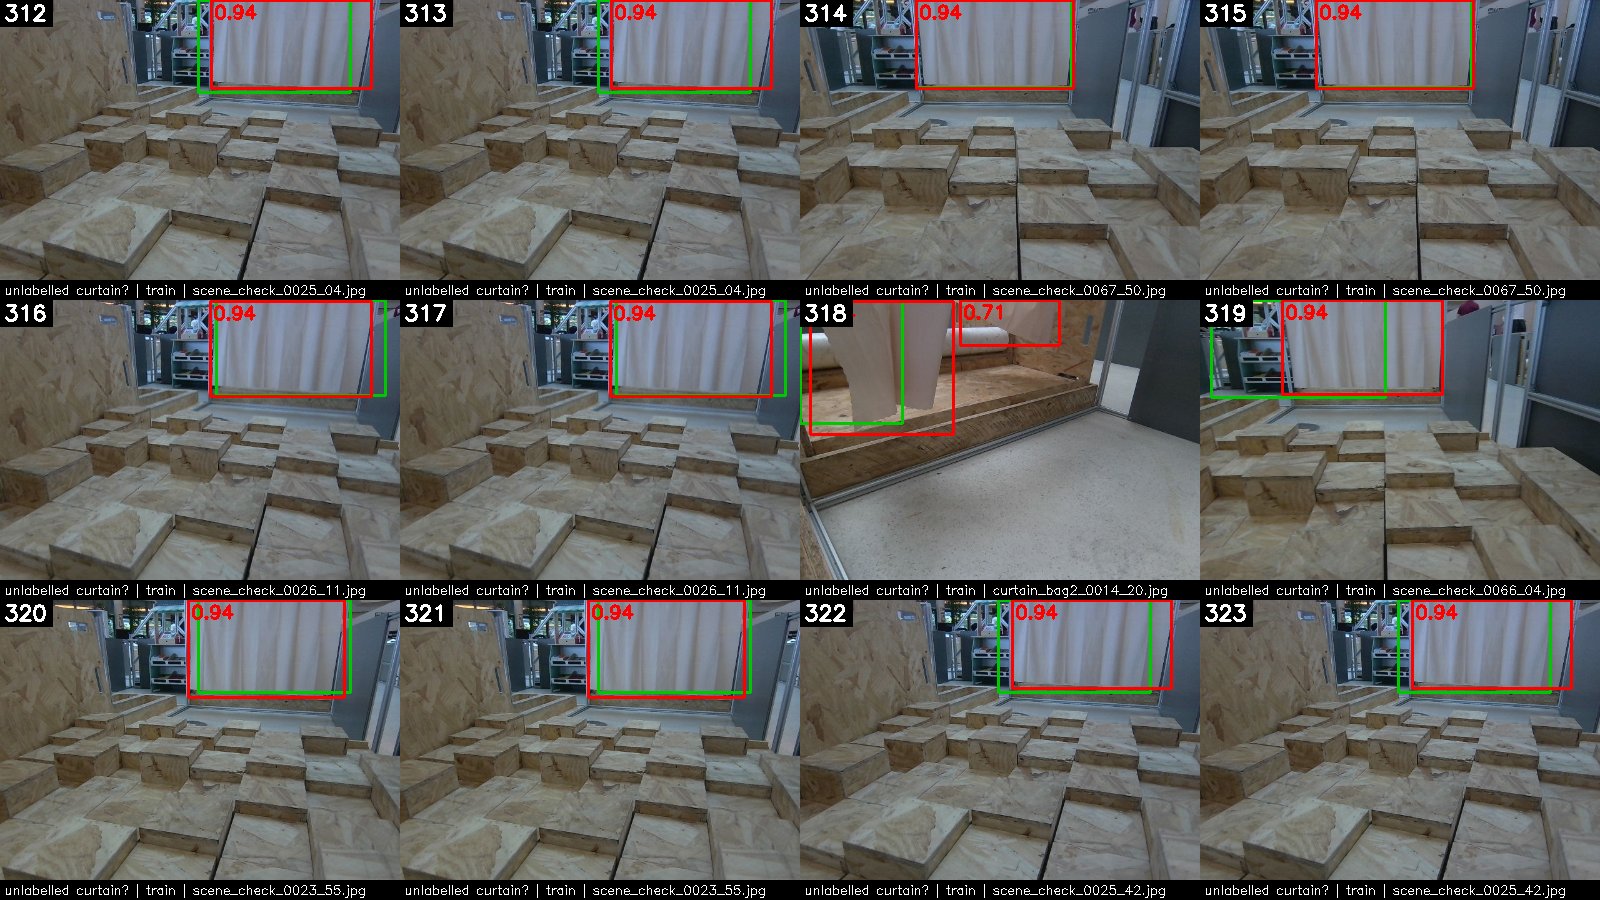 312
0.94
313
0.94
314
0.94
315
0.94
unlabelled curtain? | train | scene_check_0025_04.jpg
unlabelled curtain? | train | scene_check_0025_04.jpg
unlabelled curtain? | train | scene_check_0067_50.jpg
unlabelled curtain? | train | scene_check_0067_50.jpg
316
0.94
317
0.94
318
0.71
319
0.94
unlabelled curtain? | train | scene_check_0026_11.jpg
unlabelled curtain? | train | scene_check_0026_11.jpg
unlabelled curtain? | train | curtain_bag2_0014_20.jpg
unlabelled curtain? | train | scene_check_0066_04.jpg
320
0.94
321
0.94
322
0.94
323
0.94
unlabelled curtain? | train | scene_check_0023_55.jpg
unlabelled curtain? | train | scene_check_0023_55.jpg
unlabelled curtain? | train | scene_check_0025_42.jpg
unlabelled curtain? | train | scene_check_0025_42.jpg